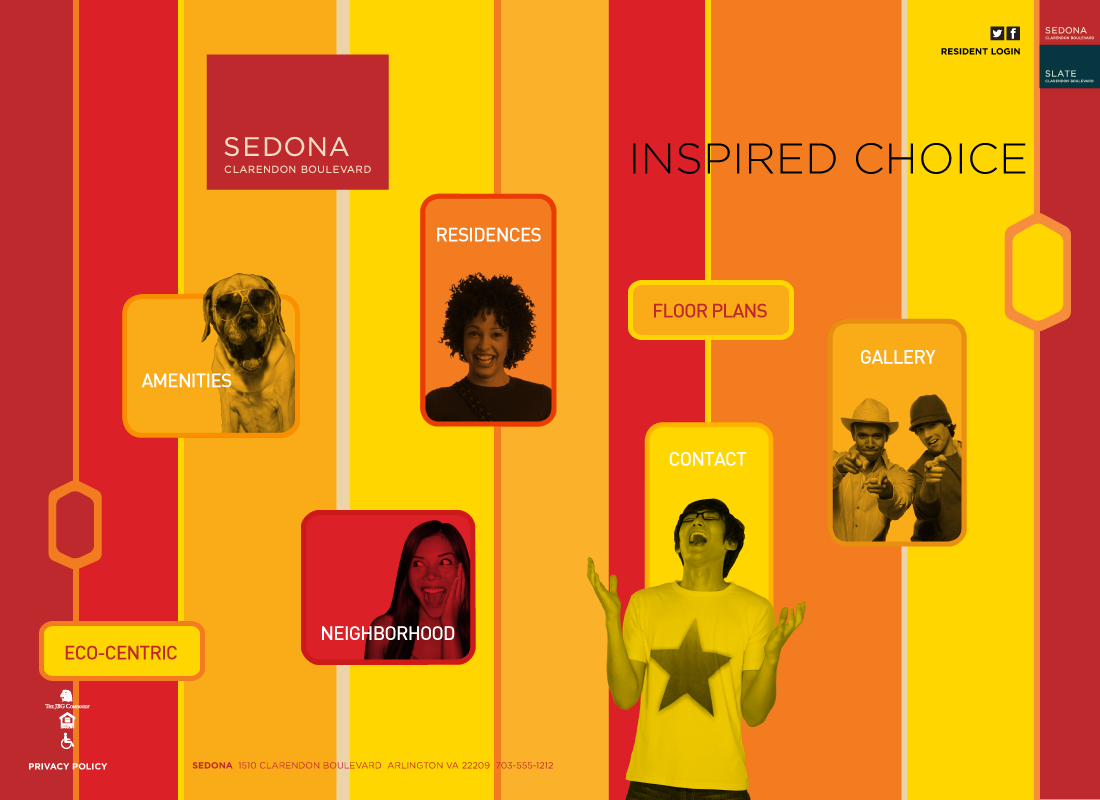 RESIDENT LOGIN
SEDONA
CLARENDON BOULEVARD
SLATE
CLARENDON BOULEVARD
SEDONA
CLARENDON BOULEVARD
INSPIRED CHOICE
RESIDENCES
FLOOR PLANS
GALLERY
AMENITIES
CONTACT
NEIGHBORHOOD
ECO-CENTRIC
THE JBG COMPANIES
PRIVACY POLICY
SEDONA 1510 CLARENDON BOULEVARD ARLINGTON VA 22209 703-555-1212